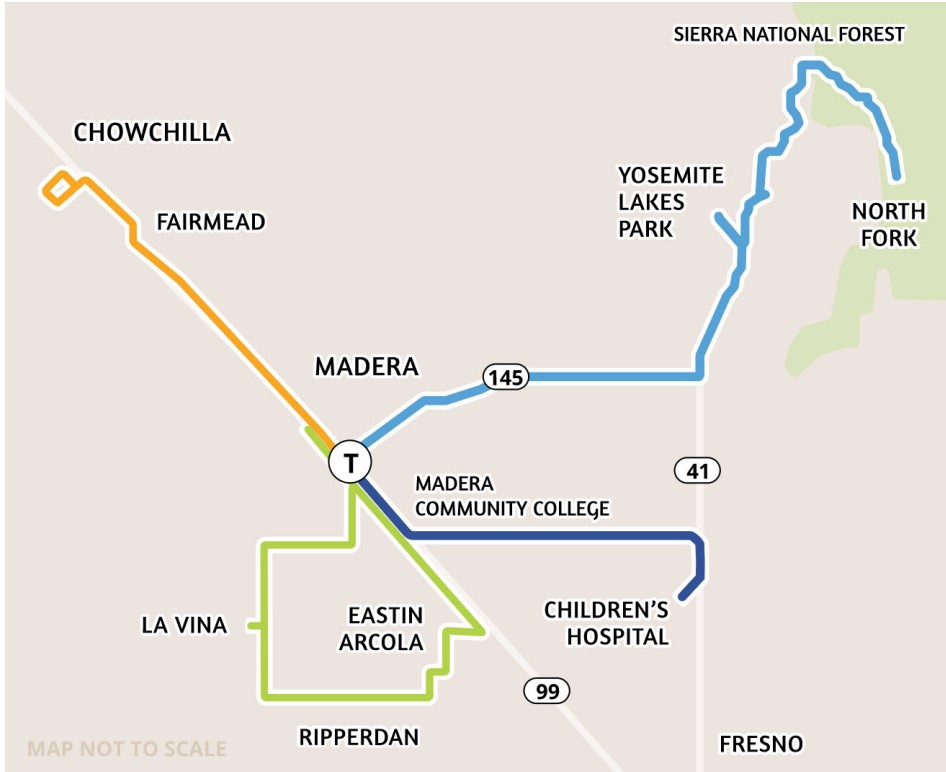 SIERRA NATIONAL FOREST
CHOWCHILLA
YOSEMITE
LAKES
PARK
FAIRMEAD
NORTH
FORK
MADERA
145
T
41
MADERA
COMMUNITY COLLEGE
LA VINA
EASTIN
ARCOLA
CHILDREN'S
HOSPITAL
99
RIPPERDAN
FRESNO
MAP NOT TO SCALE